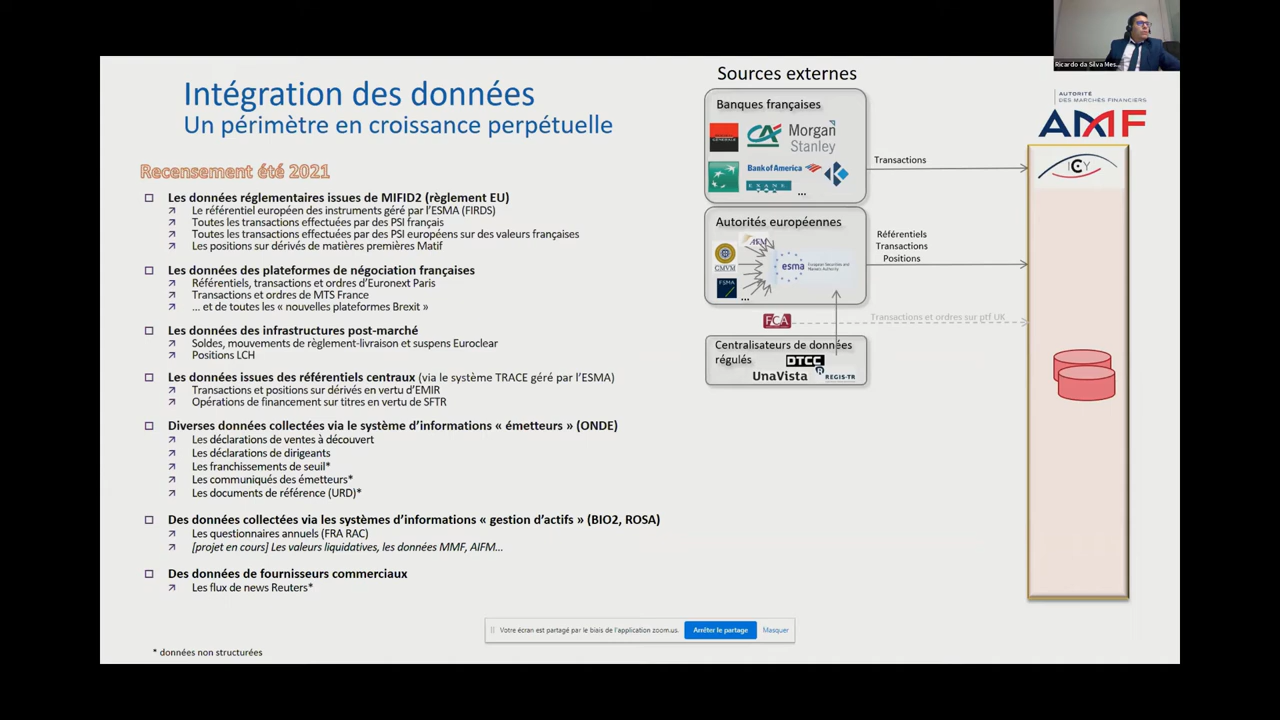 Ricardo da Silva Mes...
Intégration des données
Un périmètre en croissance perpétuelle
Recensement été 2021
Les données réglementaires issues de MIFID2 (règlement EU)
Le référentiel européen des instruments géré par l'ESMA (FIRDS)
Toutes les transactions effectuées par des PSI français
Toutes les transactions effectuées par des PSI européens sur des valeurs françaises
Les positions sur dérivés de matières premières Matif
Les données des plateformes de négociation françaises
Référentiels, transactions et ordres d'Euronext Paris
Transactions et ordres de MTS France
… et de toutes les « nouvelles plateformes Brexit »
Les données des infrastructures post-marché
Soldes, mouvements de règlement-livraison et suspens Euroclear
Positions LCH
Les données issues des référentiels centraux (via le système TRACE géré par l'ESMA)
Transactions et positions sur dérivés en vertu d'EMIR
Opérations de financement sur titres en vertu de SFTR
Diverses données collectées via le système d'informations « émetteurs » (ONDE)
Les déclarations de ventes à découvert
Les déclarations de dirigeants
Les franchissements de seuil*
Les communiqués des émetteurs*
Les documents de référence (URD)*
Des données collectées via les systèmes d'informations « gestion d'actifs » (BIO2, ROSA)
Les questionnaires annuels (FRA RAC)
[projet en cours] Les valeurs liquidatives, les données MMF, AIFM…
Des données de fournisseurs commerciaux
Les flux de news Reuters*
* données non structurées
Sources externes
Banques françaises
CA
Morgan Stanley
Bank of America
EXANE
...
Transactions
Autorités européennes
CMVM
esma
European Securities and
Markets Authority
FSMA
...
Référentiels
Transactions
Positions
FCA
Transactions et ordres sur ptf UK
Centralisateurs de données
régulés
DTCC
UnaVista
REGIS-TR
AUTORITÉ
DES MARCHÉS FINANCIERS
AMF
ICY
Votre écran est partagé par le biais de l'application zoom.us.
Arrêter le partage
Masquer